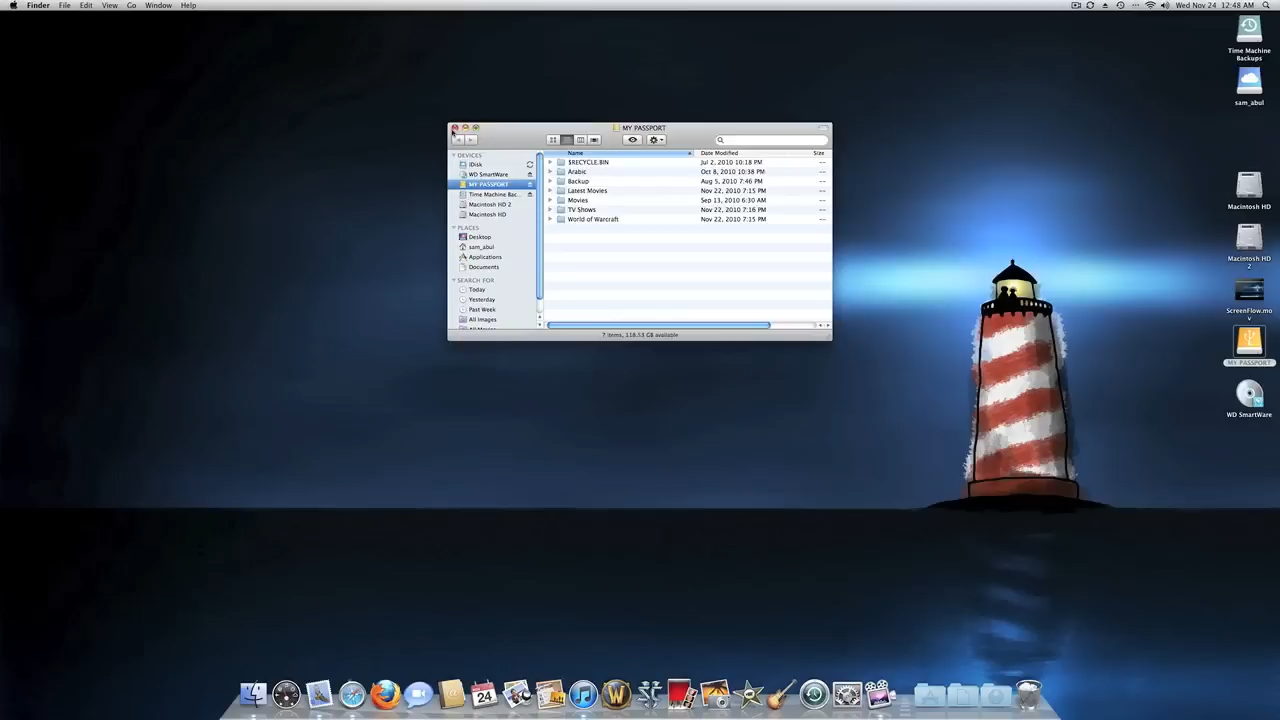 Finder File Edit View Go Window Help
Wed Nov 24 12:48 AM
MY PASSPORT
Name Date Modified Size
$RECYCLE.BIN Jul 2, 2010 10:18 PM --
Arabic Oct 8, 2010 10:38 PM --
Backup Aug 5, 2010 7:46 PM --
Latest Movies Nov 22, 2010 7:15 PM --
Movies Sep 13, 2010 6:30 AM --
TV Shows Nov 22, 2010 7:16 PM --
World of Warcraft Nov 22, 2010 7:15 PM --
DEVICES
iDisk
WD SmartWare
MY PASSPORT
Time Machine Bac...
Macintosh HD 2
Macintosh HD
PLACES
Desktop
sam_abul
Applications
Documents
SEARCH FOR
Today
Yesterday
Past Week
All Images
7 items, 118.53 GB available
Time Machine
Backups
sam_abul
Macintosh HD
Macintosh HD
2
ScreenFlow.mo
v
MY PASSPORT
WD SmartWare
24